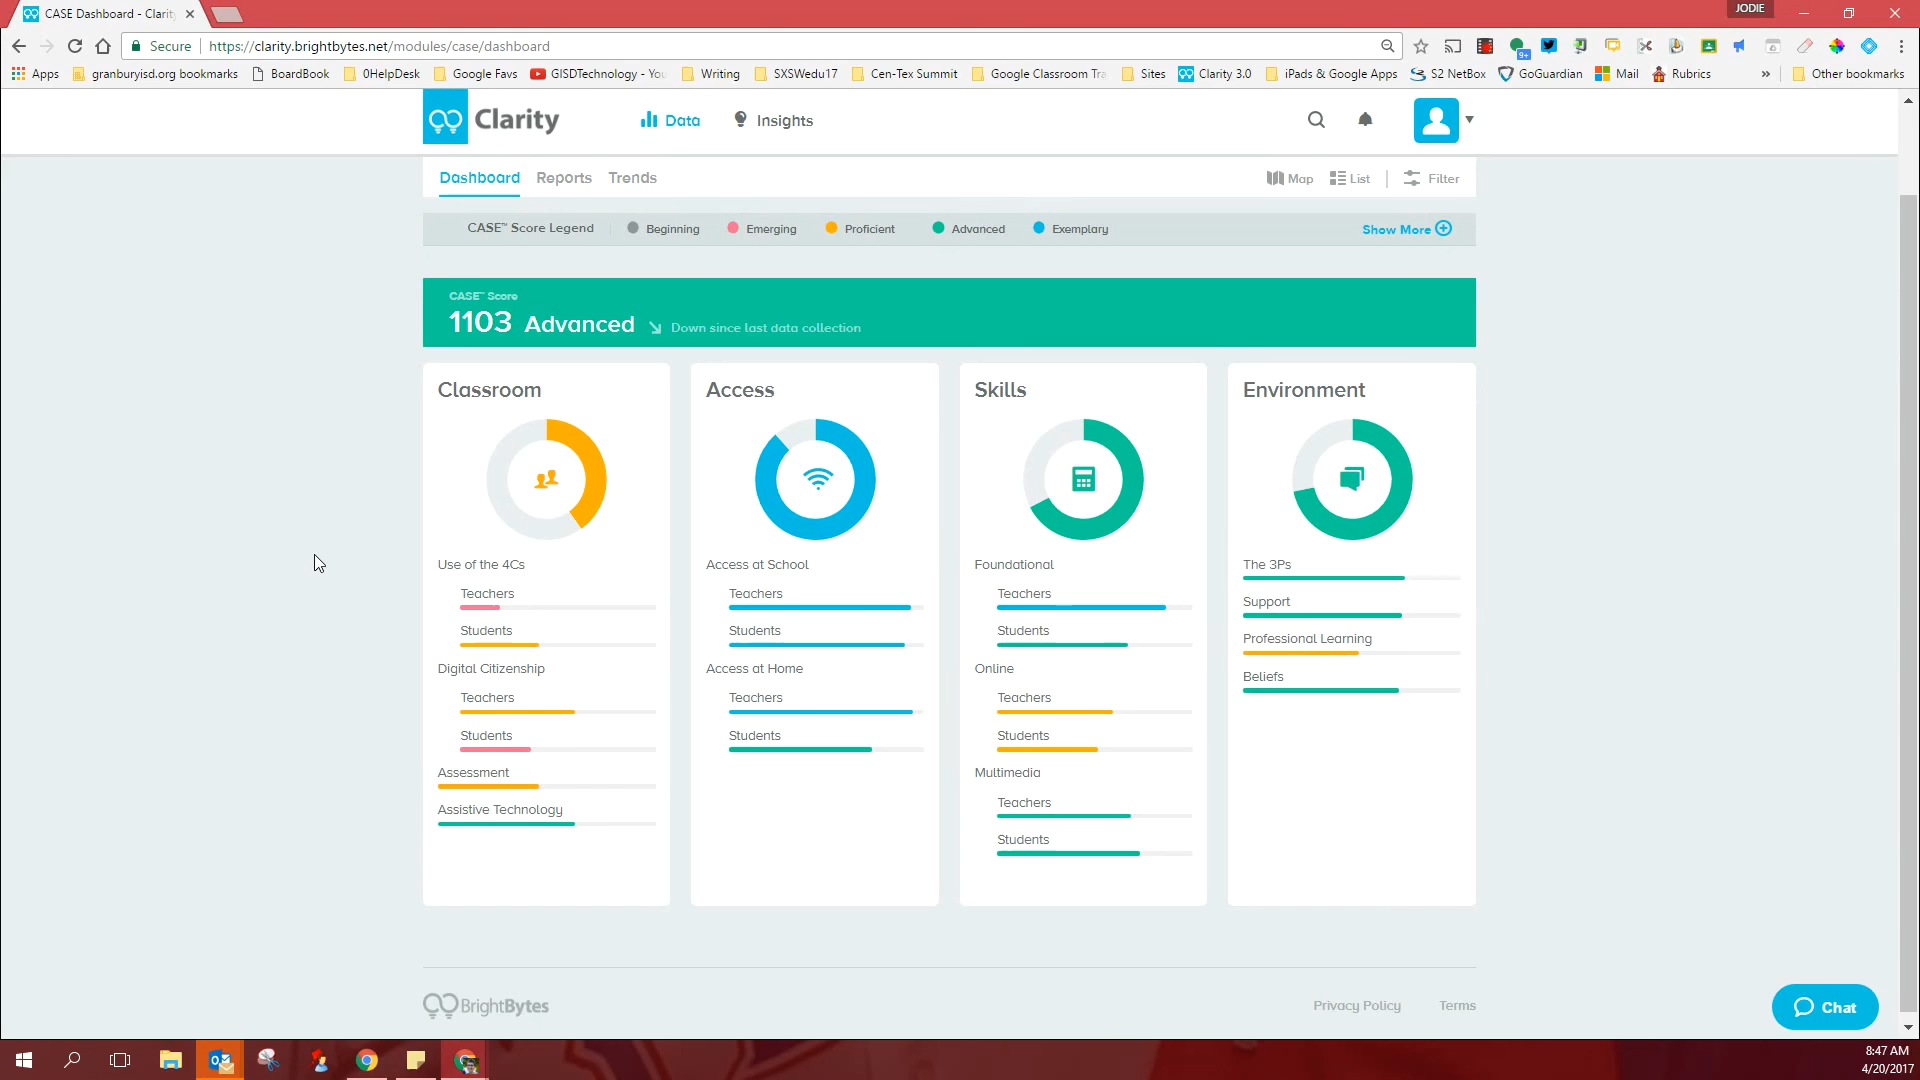 CASE Dashboard - Clarity
JODIE
Secure https://clarity.brightbytes.net/modules/case/dashboard
9+
Apps granburyisd.org bookmarks BoardBook 0HelpDesk Google Favs GISDTechnology - You Writing SXSWedu17 Cen-Tex Summit Google Classroom Tra Sites Clarity 3.0 iPads & Google Apps S2 NetBox GoGuardian Mail Rubrics » Other bookmarks
Clarity Data Insights
Dashboard Reports Trends Map List Filter
CASE™ Score Legend Beginning Emerging Proficient Advanced Exemplary Show More
CASE™ Score
1103 Advanced Down since last data collection
Classroom
Use of the 4Cs
Teachers
Students
Digital Citizenship
Teachers
Students
Assessment
Assistive Technology
Access
Access at School
Teachers
Students
Access at Home
Teachers
Students
Skills
Foundational
Teachers
Students
Online
Teachers
Students
Multimedia
Teachers
Students
Environment
The 3Ps
Support
Professional Learning
Beliefs
BrightBytes Privacy Policy Terms
Chat
8:47 AM
4/20/2017